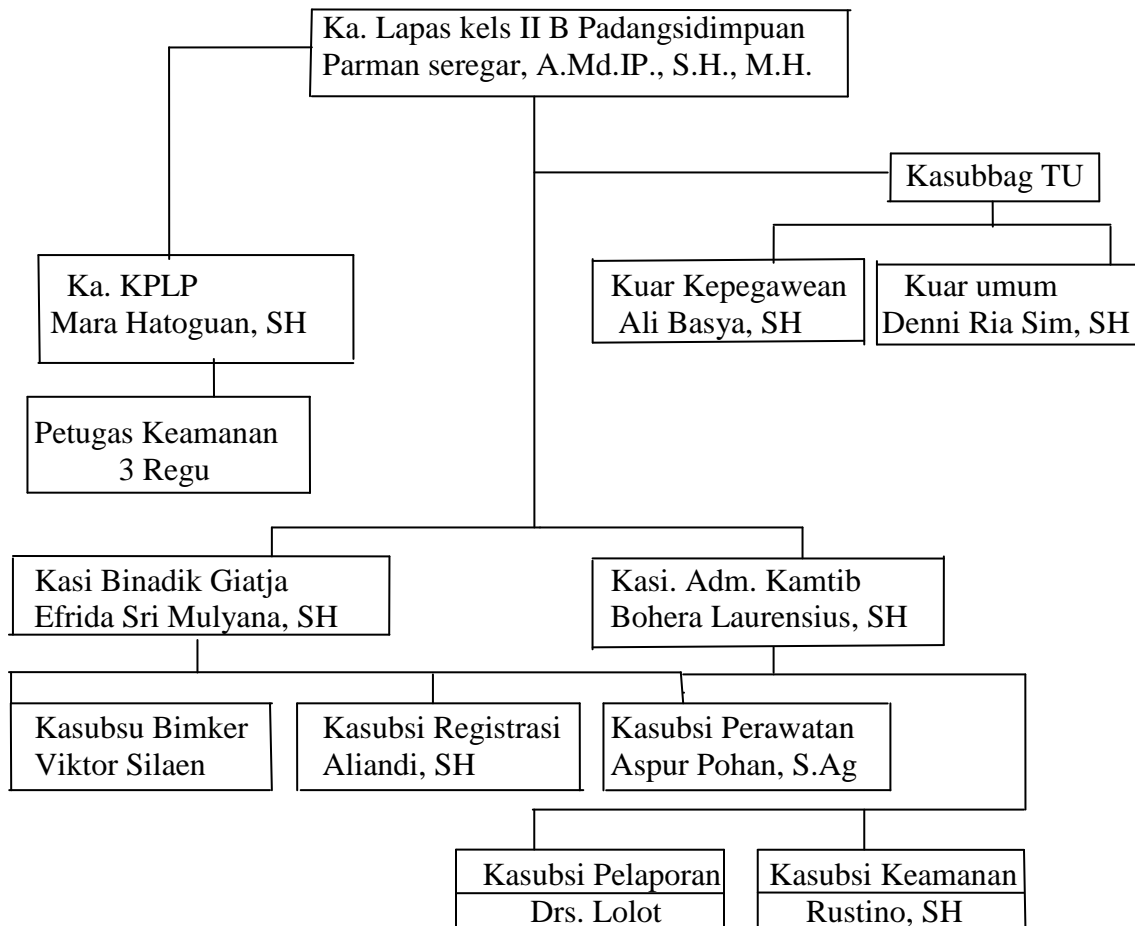 Ka. Lapas kels II B Padangsidimpuan
Parman seregar, A.Md.IP., S.H., M.H.
Kasubbag TU
Ka. KPLP
Mara Hatoguan, SH
Kuar Kepegawean
Ali Basya, SH
Kuar umum
Denni Ria Sim, SH
Petugas Keamanan
3 Regu
Kasi Binadik Giatja
Efrida Sri Mulyana, SH
Kasi. Adm. Kamtib
Bohera Laurensius, SH
Kasubsu Bimker
Viktor Silaen
Kasubsi Registrasi
Aliandi, SH
Kasubsi Perawatan
Aspur Pohan, S.Ag
Kasubsi Pelaporan
Drs. Lolot
Kasubsi Keamanan
Rustino, SH